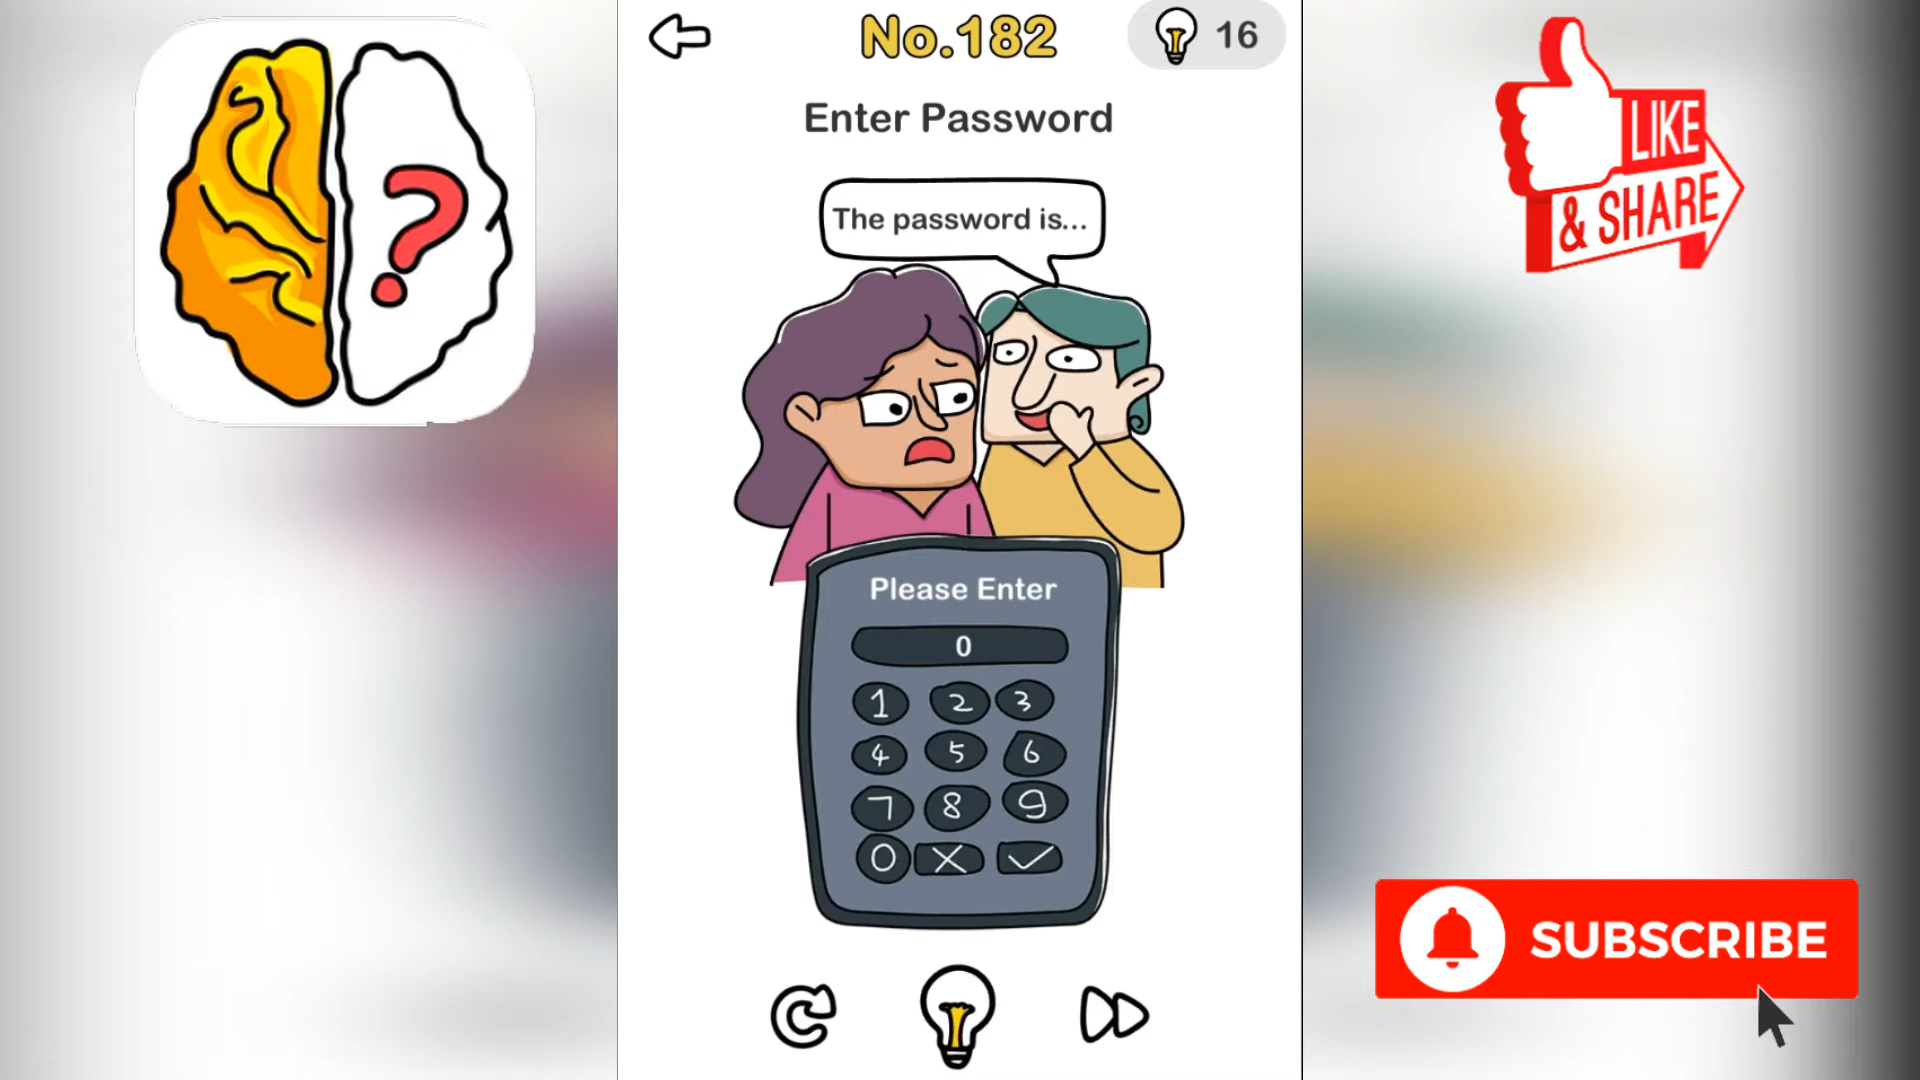 No.182
16
Enter Password
The password is...
Please Enter
0
1 2 3
4 5 6
7 8 9
0
?
LIKE
& SHARE
SUBSCRIBE